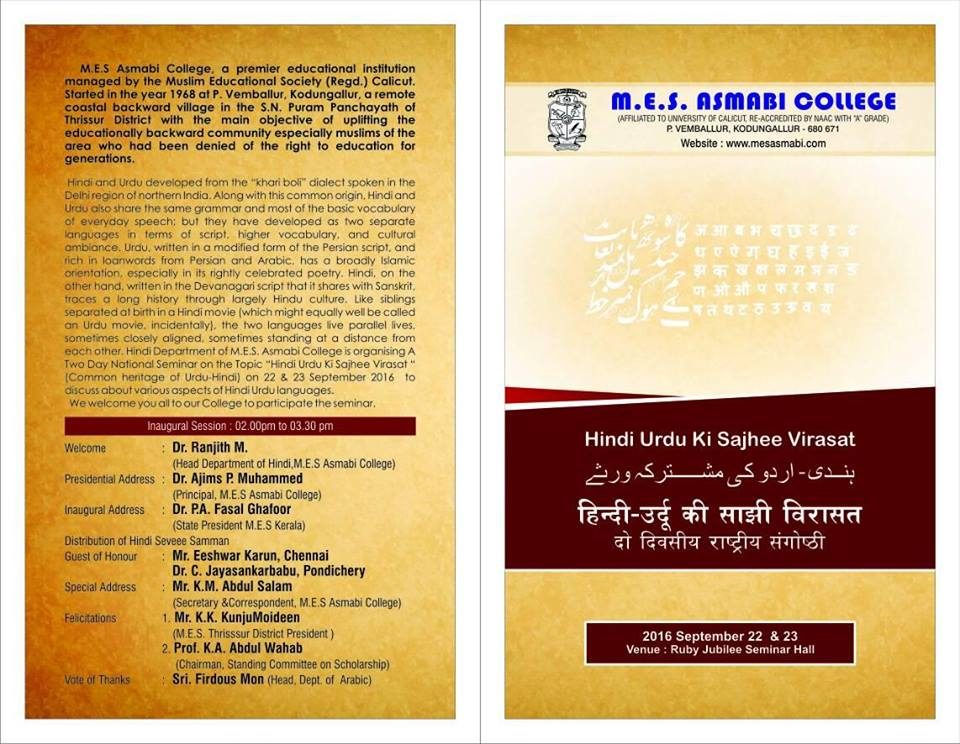 M.E.S Asmabi College, a premier educational institution
managed by the Muslim Educational Society (Regd.) Calicut.
Started in the year 1968 at P. Vemballur, Kodungallur, a remote
coastal backward village in the S.N. Puram Panchayath of
Thrissur District with the main objective of uplifting the
educationally backward community especially muslims of the
area who had been denied of the right to education for
generations.
Hindi and Urdu developed from the “khari boli” dialect spoken in the
Delhi region of northern India. Along with this common origin, Hindi and
Urdu also share the same grammar and most of the basic vocabulary
of everyday speech; but they have developed as two separate
languages in terms of script, higher vocabulary, and cultural
ambiance. Urdu, written in a modified form of the Persian script, and
rich in loanwords from Persian and Arabic, has a broadly Islamic
orientation, especially in its rightly celebrated poetry. Hindi, on the
other hand, written in the Devanagari script that it shares with Sanskrit,
traces a long history through largely Hindu culture. Like siblings
separated at birth in a Hindi movie (which might equally well be called
an Urdu movie, incidentally), the two languages live parallel lives,
sometimes closely aligned, sometimes standing at a distance from
each other. Hindi Department of M.E.S. Asmabi College is organising A
Two Day National Seminar on the Topic “Hindi Urdu Ki Sajhee Virasat “
(Common heritage of Urdu-Hindi) on 22 & 23 September 2016 to
discuss about various aspects of Hindi Urdu languages.
We welcome you all to our College to participate the seminar.
Inaugural Session : 02.00pm to 03.30 pm
Welcome : Dr. Ranjith M.
(Head Department of Hindi,M.E.S Asmabi College)
Presidential Address : Dr. Ajims P. Muhammed
(Principal, M.E.S Asmabi College)
Inaugural Address : Dr. P.A. Fasal Ghafoor
(State President M.E.S Kerala)
Distribution of Hindi Seveee Samman
Guest of Honour : Mr. Eeshwar Karun, Chennai
Dr. C. Jayasankarbabu, Pondichery
Special Address : Mr. K.M. Abdul Salam
(Secretary &Correspondent, M.E.S Asmabi College)
Felicitations 1. Mr. K.K. KunjuMoideen
(M.E.S. Thrisssur District President )
2. Prof. K.A. Abdul Wahab
(Chairman, Standing Committee on Scholarship)
Vote of Thanks : Sri. Firdous Mon (Head, Dept. of Arabic)
M.E.S. ASMABI COLLEGE
(AFFILIATED TO UNIVERSITY OF CALICUT, RE-ACCREDITED BY NAAC WITH “A” GRADE)
P. VEMBALLUR, KODUNGALLUR - 680 671
Website : www.mesasmabi.com
Hindi Urdu Ki Sajhee Virasat
ہندی- اردو کی مشترکہ ورثے
हिन्दी-उर्दू की साझी विरासत
दो दिवसीय राष्ट्रीय संगोष्ठी
2016 September 22 & 23
Venue : Ruby Jubilee Seminar Hall